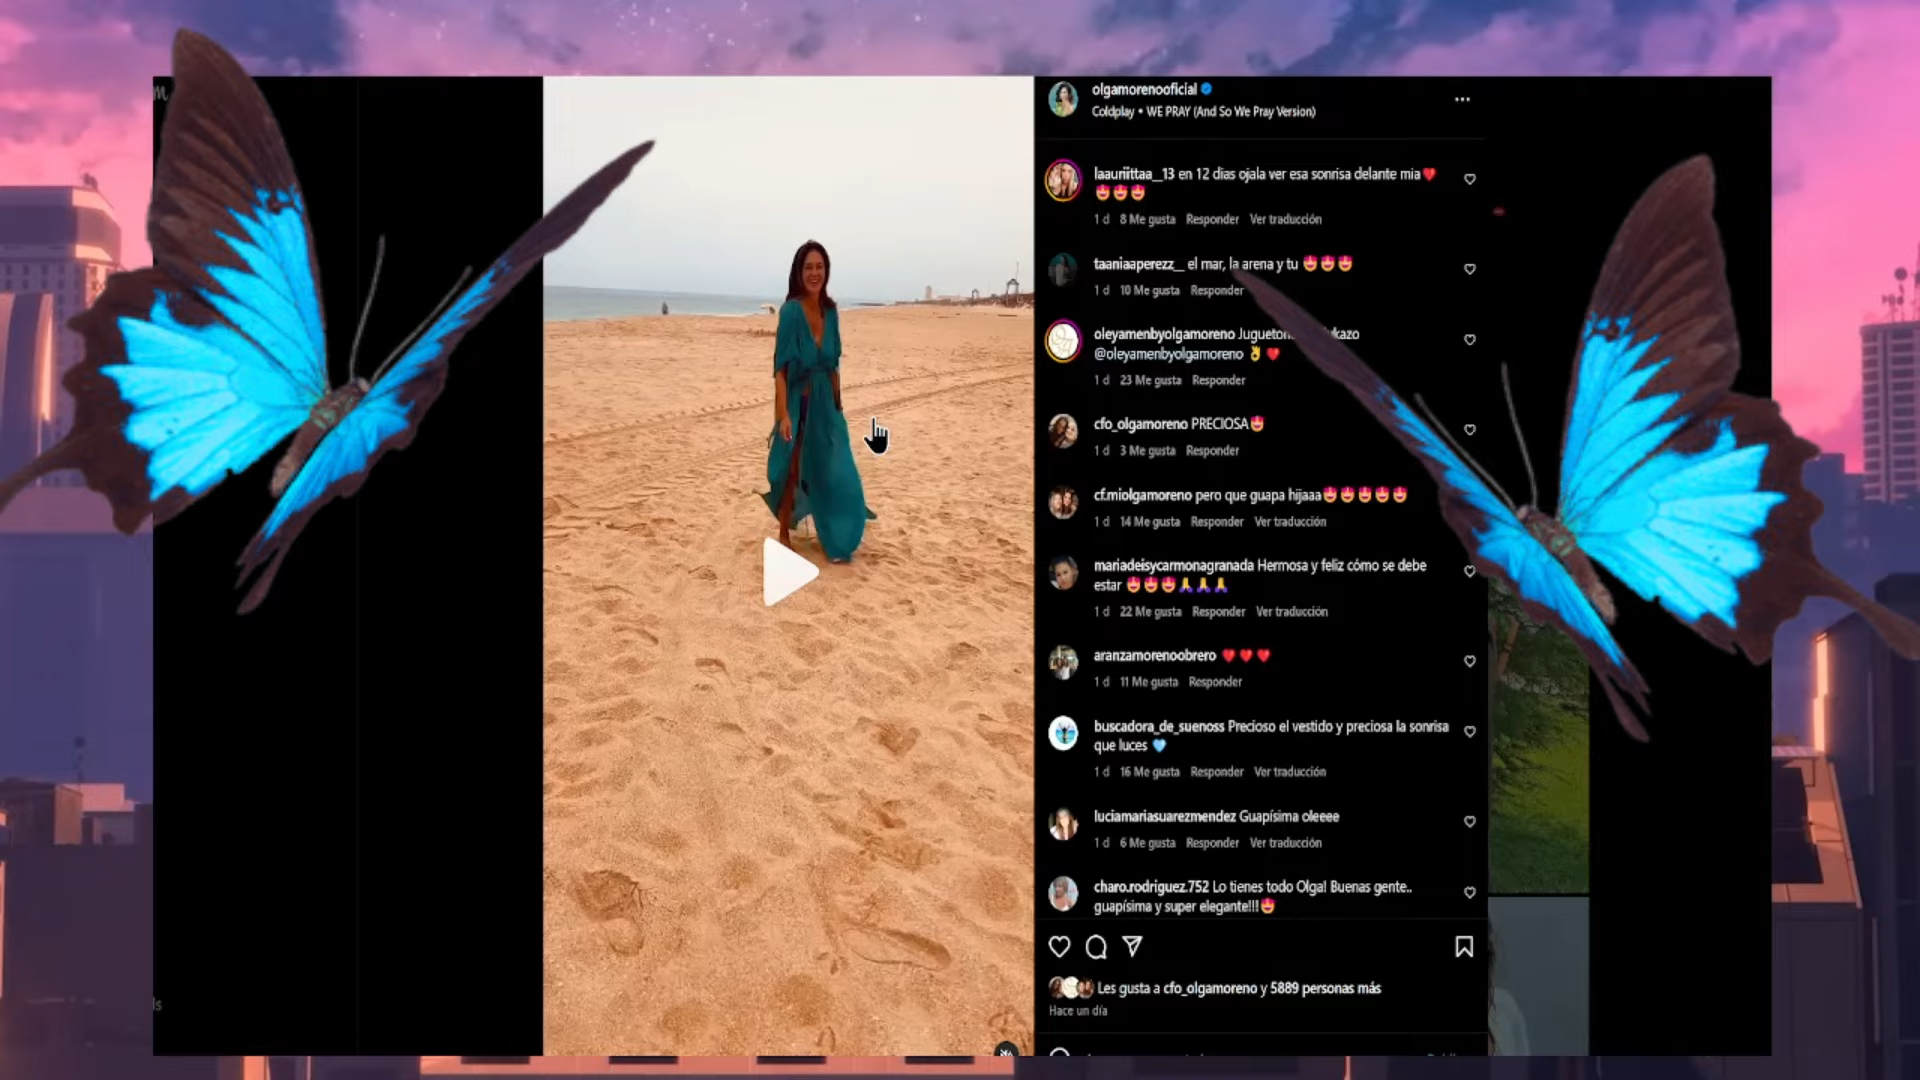 olgamorenooficial
Coldplay • WE PRAY (And So We Pray Version)
laauriittaa__13 en 12 dias ojala ver esa sonrisa delante mia❤️
😍😍😍
1 d 8 Me gusta Responder Ver traducción
taaniaaperezz__ el mar, la arena y tu 😍😍😍
1 d 10 Me gusta Responder
oleyamenbyolgamoreno
@oleyamenbyolgamoreno 👌❤️
1 d 23 Me gusta Responder
cfo_olgamoreno PRECIOSA😍
1 d 3 Me gusta Responder
cf.miolgamoreno pero que guapa hijaaa😍😍😍😍😍
1 d 14 Me gusta Responder Ver traducción
mariadeisycarmonagranada Hermosa y feliz cómo se debe
estar 😍😍😍🙏🙏🙏
1 d 22 Me gusta Responder Ver traducción
aranzamorenoobrero ❤️ ❤️ ❤️
1 d 11 Me gusta Responder
buscadora_de_suenoss Precioso el vestido y preciosa la sonrisa
que luces 🩵
1 d 16 Me gusta Responder Ver traducción
luciamariasuarezmendez Guapísima oleeee
1 d 6 Me gusta Responder Ver traducción
charo.rodriguez.752 Lo tienes todo Olga! Buenas gente..
guapísima y super elegante!!!😍
Les gusta a cfo_olgamoreno y 5889 personas más
Hace un día